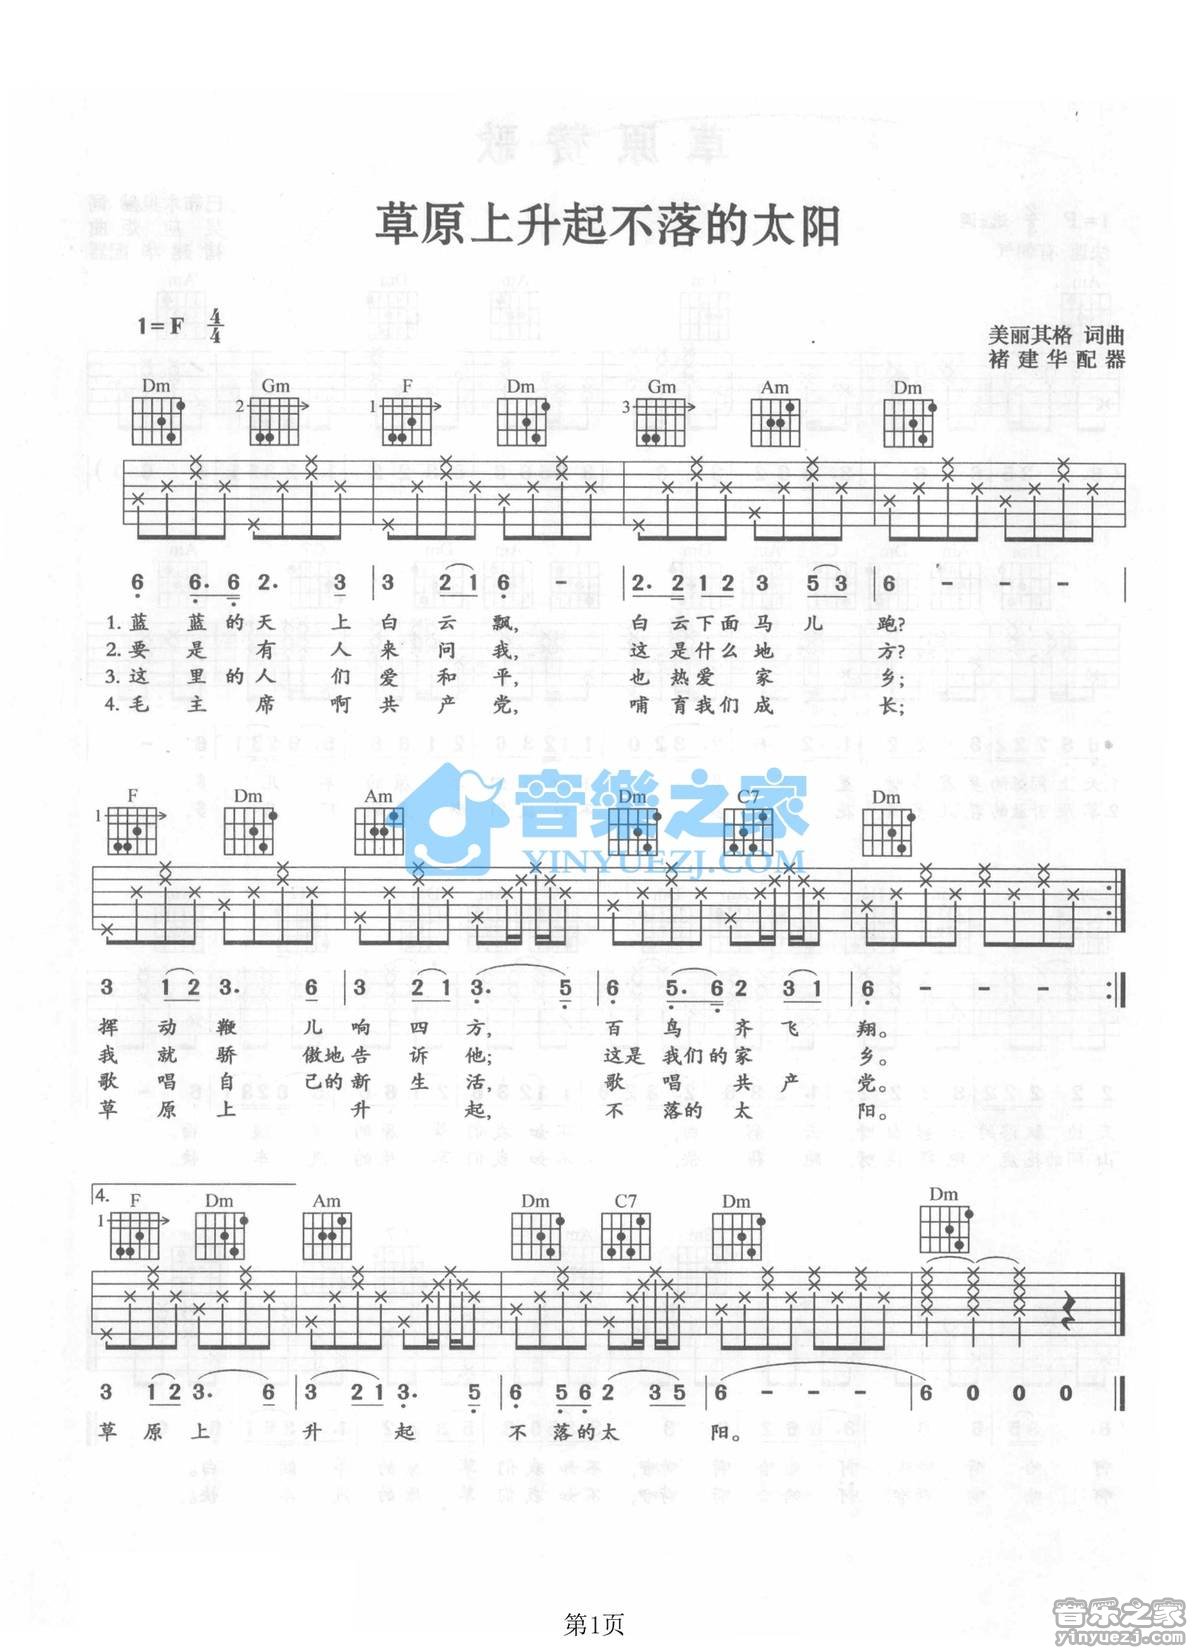 草原上升起不落的太阳
1=F 4/4
美丽其格 词曲
褚建华配器
Dm Gm F Dm Gm Am Dm
2 1 3
6 6. 6 2. 3 | 3 2 1 6 - | 2. 2 1 2 3 5 3 | 6 - - - |
1.蓝 蓝 的 天 上 白 云 飘, 白 云 下 面 马 儿 跑?
2.要 是 有 人 来 问 我, 这 是 什 么 地 方?
3.这 里 的 人 们 爱 和 平, 也 热 爱 家 乡;
4.毛 主 席 啊 共 产 党, 哺 育 我 们 成 长;
F Dm Am Dm C7 Dm
1
音樂之家
YINYUEZJ.COM
3 1 2 3. 6 | 3 2 1 3. 5 | 6 5. 6 2 3 1 | 6 - - - :|
挥 动 鞭 儿 响 四 方, 百 鸟 齐 飞 翔。
我 就 骄 傲地 告 诉 他; 这是 我们 的 家 乡。
歌 唱 自 己的 新 生 活, 歌 唱 共 产 党。
草 原 上 升 起, 不 落 的 太 阳。
4.
F Dm Am Dm C7 Dm Dm
1
3 1 2 3. 6 | 3 2 1 3. 5 | 6 5 6 2 3 5 | 6 - - - | 6 0 0 0 ‖
草 原 上 升 起 不 落 的 太 阳。
第1页
音乐之家
yinyuezj.com